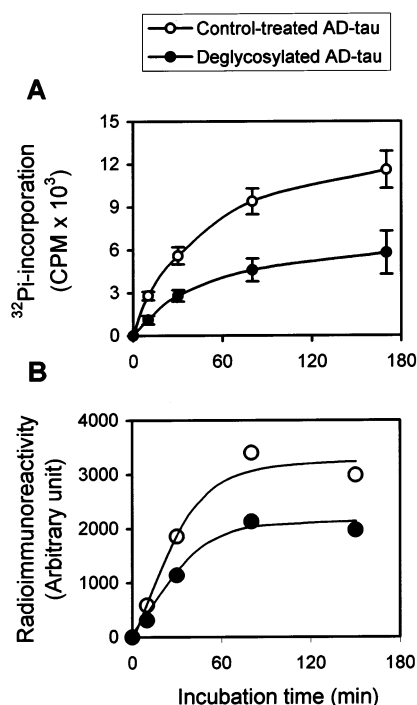 Control-treated AD-tau
Deglycosylated AD-tau
A
³²Pi-incorporation
(CPM x 10³)
15
12
9
6
3
0
0 60 120 180
B
Radioimmunoreactivity
(Arbitrary unit)
4000
3000
2000
1000
0
0 60 120 180
Incubation time (min)